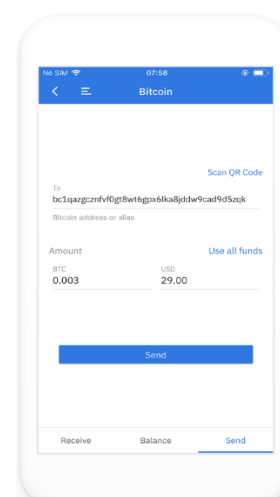 No SIM 07:58
Bitcoin
Scan QR Code
To
bc1qazgcznfvf0gt8wt6gpx6lka8jddw9cad9d5zqk
Bitcoin address or alias
Amount Use all funds
BTC USD
0.003 29.00
Send
Receive Balance Send